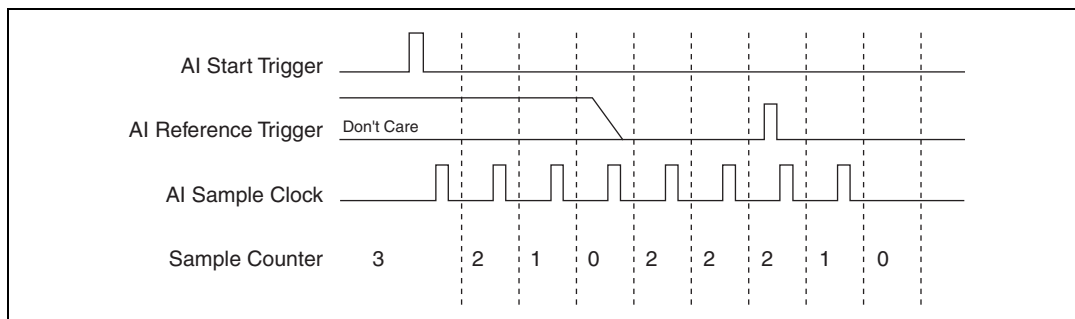 AI Start Trigger
AI Reference Trigger Don't Care
AI Sample Clock
Sample Counter 3 2 1 0 2 2 2 1 0